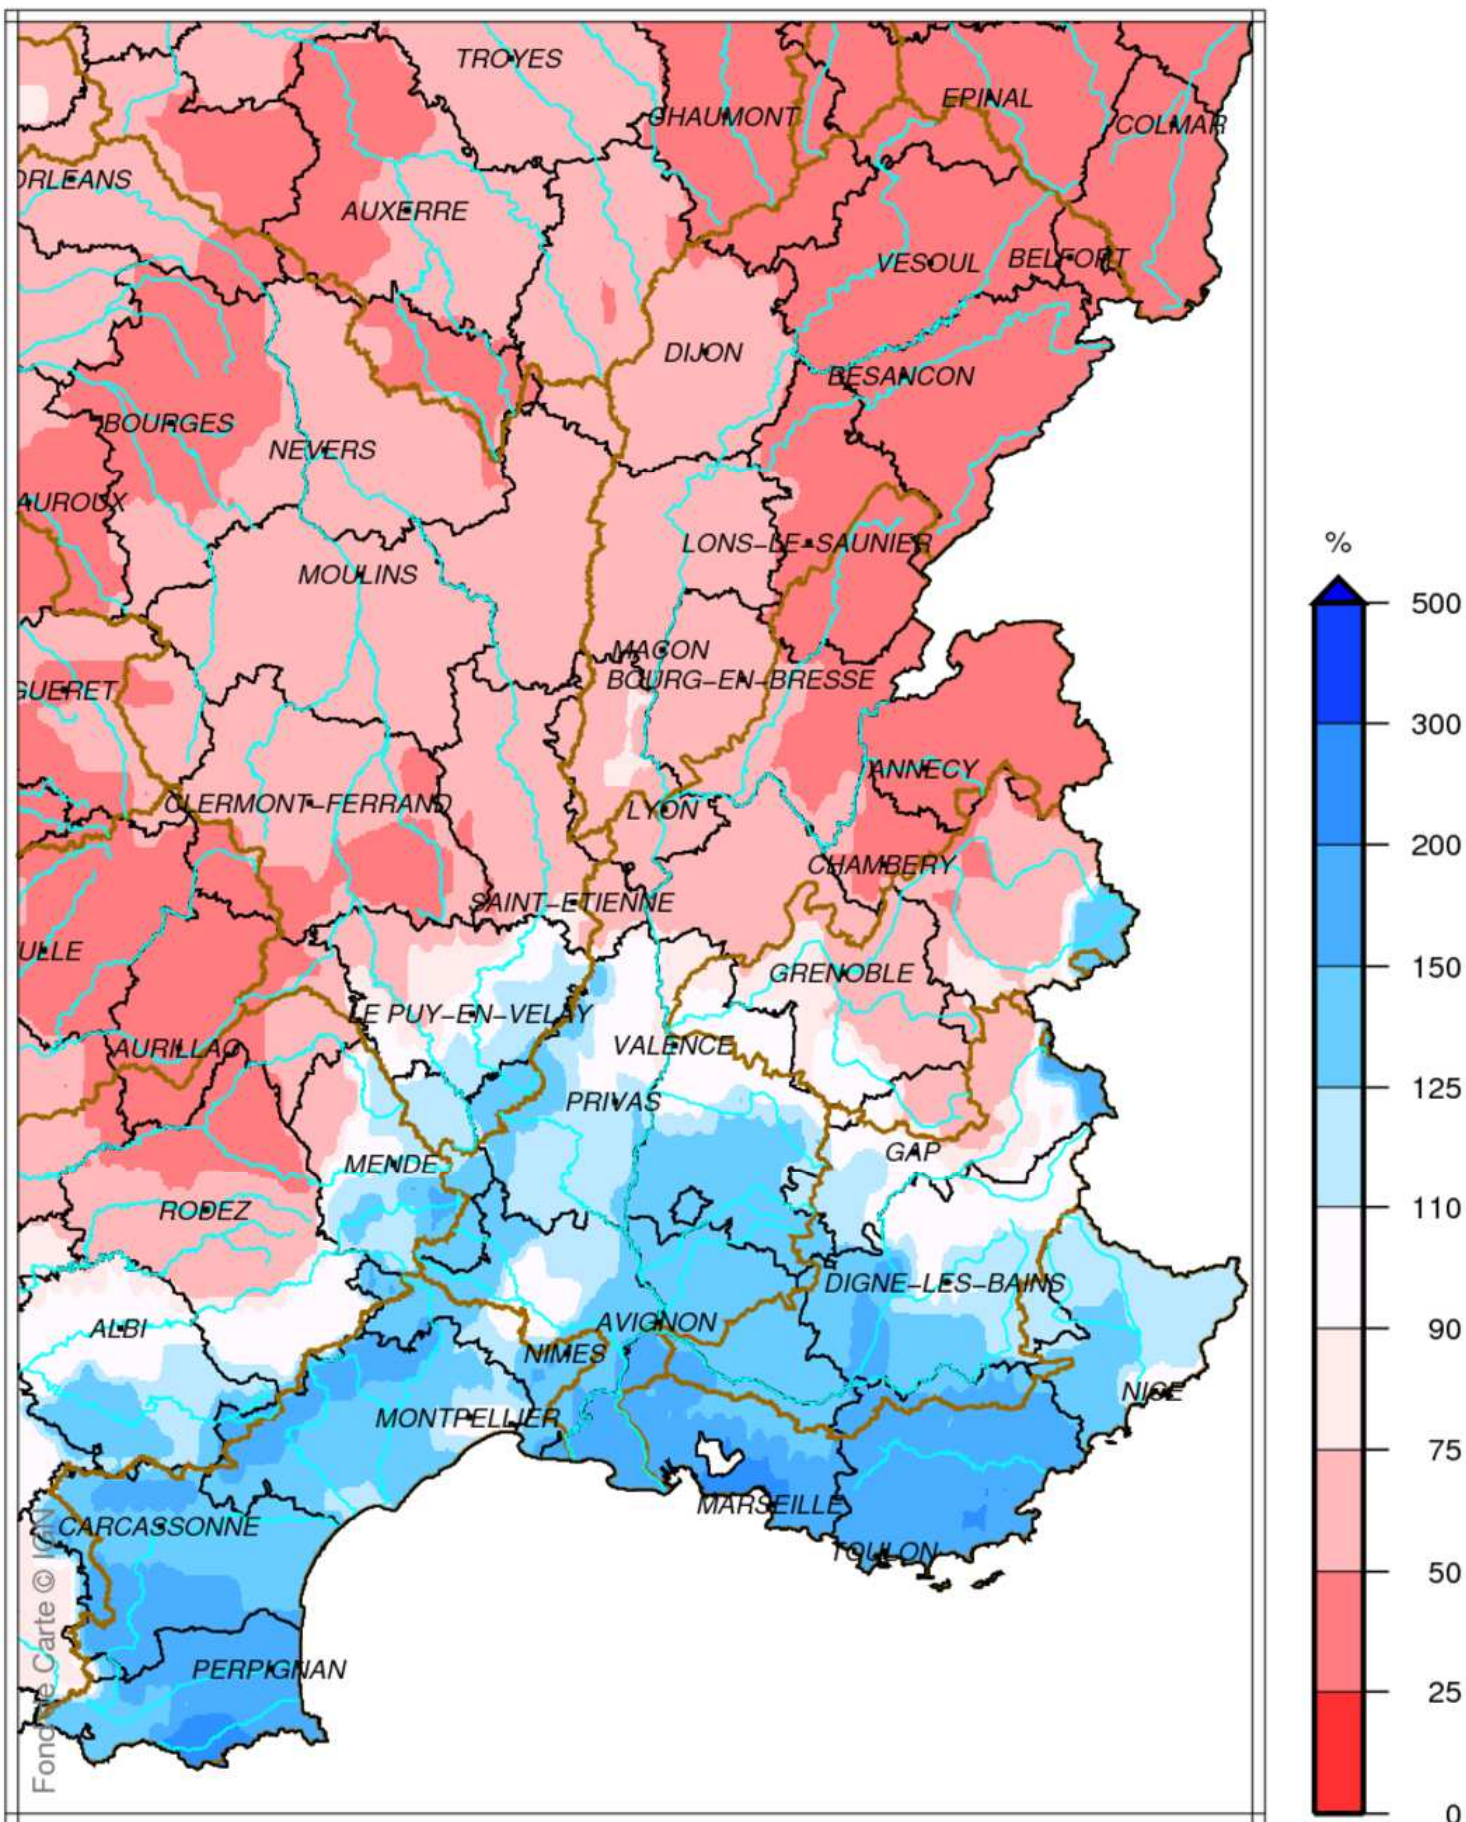 TROYES
EPINAL
CHAUMONT
COLMAR
ORLEANS
AUXERRE
VESOUL
BELFORT
DIJON
BESANCON
BOURGES
NEVERS
AUROUX
LONS-LE-SAUNIER
%
MOULINS
500
MACON
BOURG-EN-BRESSE
GUERET
300
ANNECY
CLERMONT-FERRAND
LYON
200
CHAMBERY
SAINT-ETIENNE
ULLE
150
GRENOBLE
LE PUY-EN-VELAY
AURILLAC
VALENCE
125
PRIVAS
MENDE
GAP
RODEZ
110
DIGNE-LES-BAINS
ALBI
AVIGNON
90
NIMES
NICE
MONTPELLIER
75
MARSEILLE
CARCASSONNE
TOULON
50
PERPIGNAN
25
Fond de Carte © IGN
0